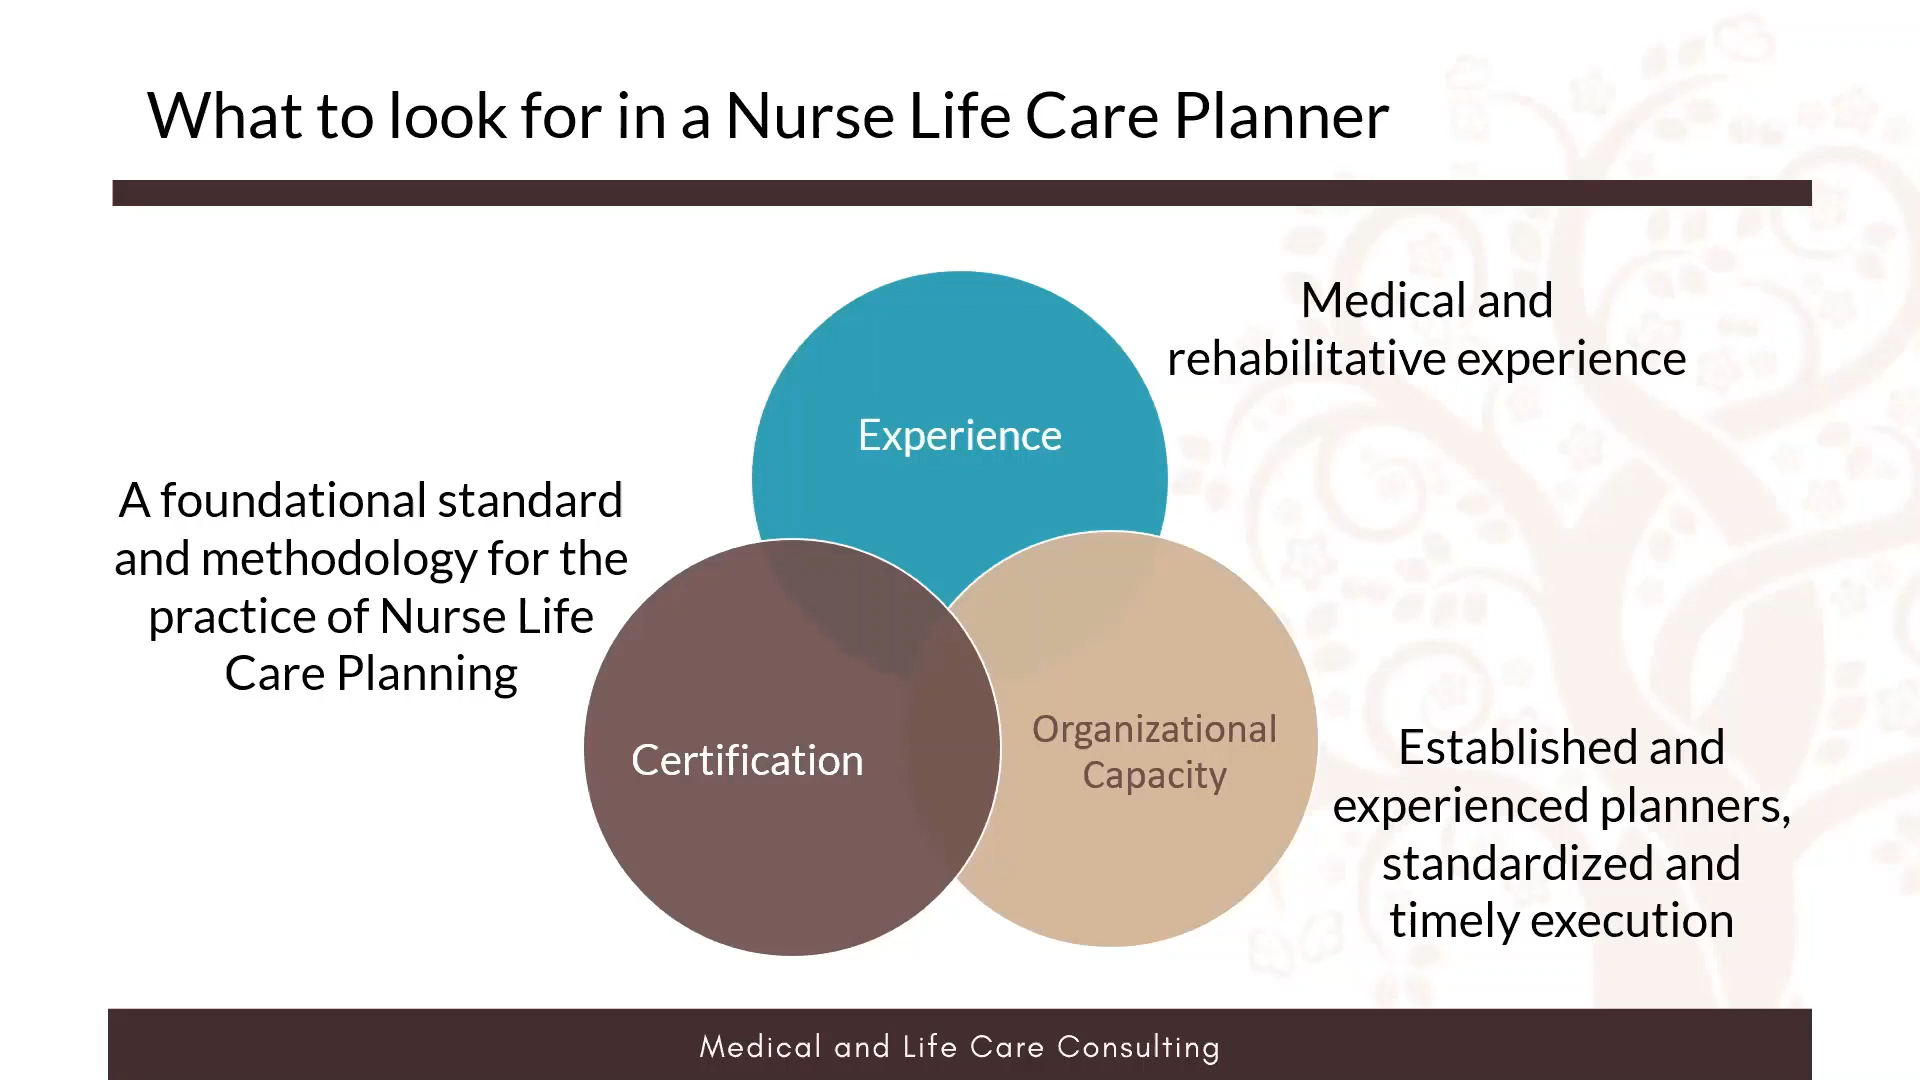 What to look for in a Nurse Life Care Planner
Medical and
rehabilitative experience
Experience
A foundational standard
and methodology for the
practice of Nurse Life
Care Planning
Certification
Organizational
Capacity
Established and
experienced planners,
standardized and
timely execution
Medical and Life Care Consulting